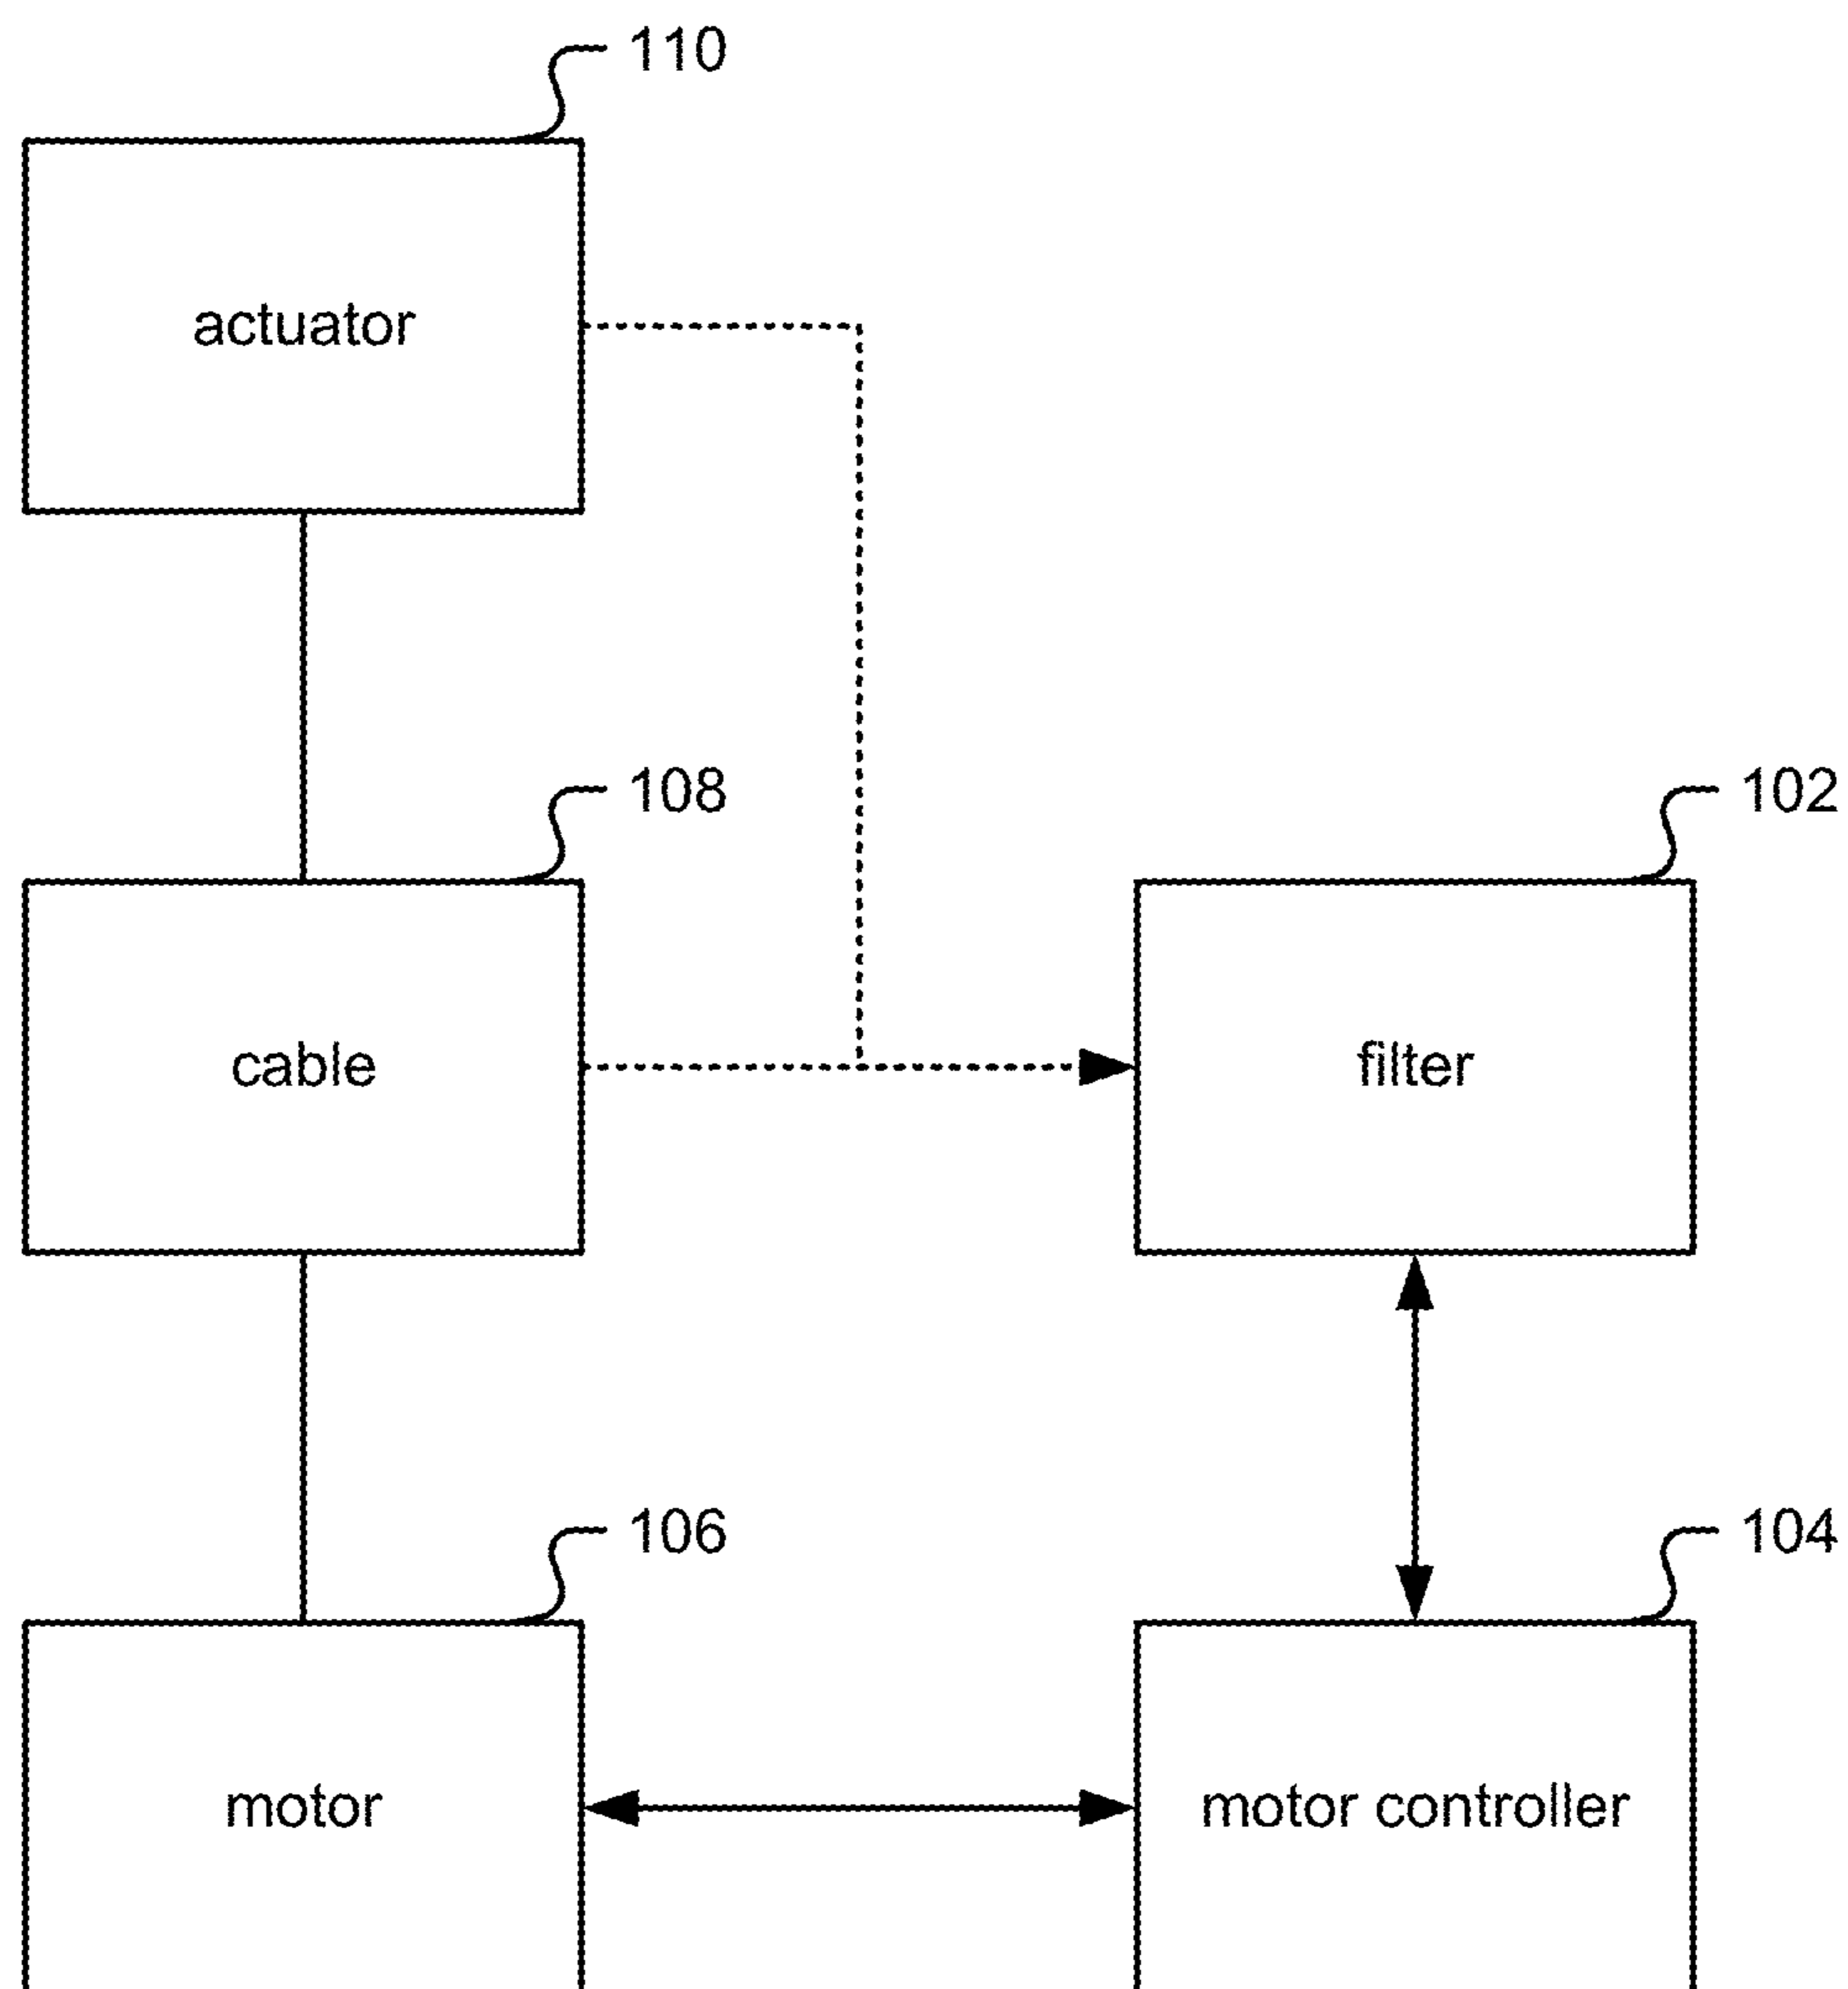 110
actuator
108
102
cable
filter
106
104
motor
motor controller